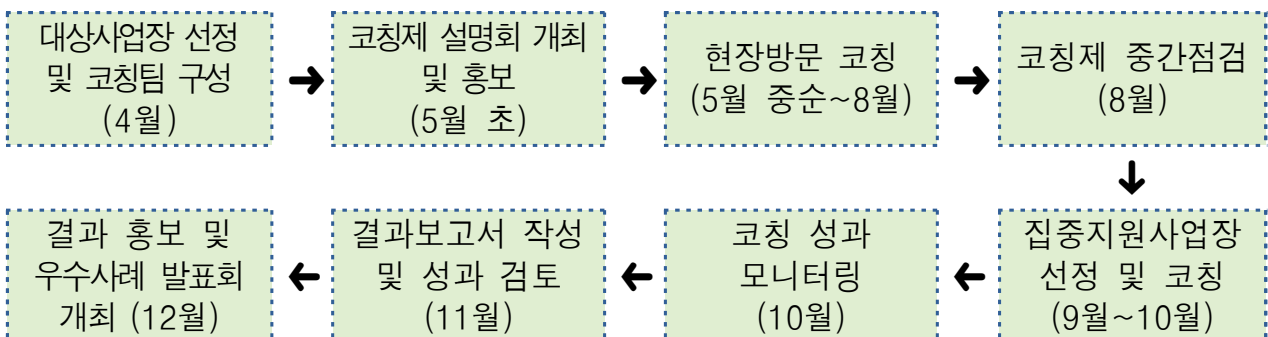 대상사업장 선정
및 코칭팀 구성
(4월)
코칭제 설명회 개최
및 홍보
(5월 초)
현장방문 코칭
(5월 중순~8월)
코칭제 중간점검
(8월)
집중지원사업장
선정 및 코칭
(9월~10월)
코칭 성과
모니터링
(10월)
결과보고서 작성
및 성과 검토
(11월)
결과 홍보 및
우수사례 발표회
개최 (12월)